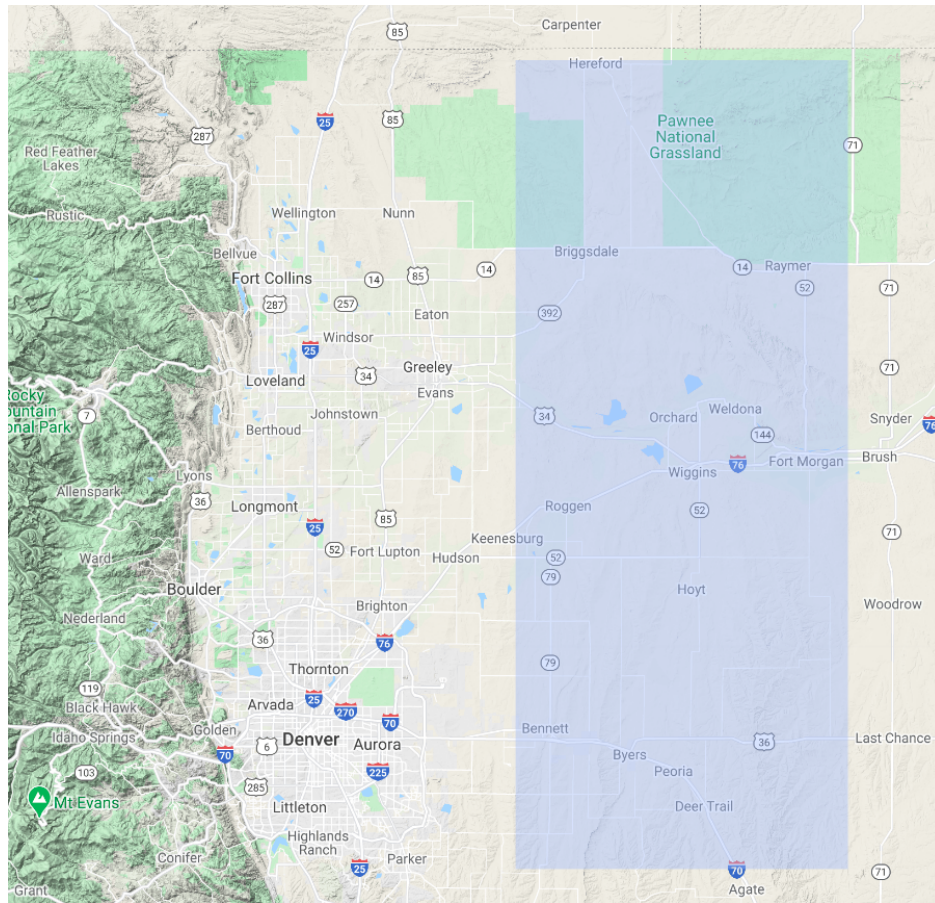 Carpenter
85
Hereford
25
85
287
Pawnee
National
Grassland
71
Red Feather
Lakes
Rustic
Wellington
Nunn
Bellvue
Briggsdale
14
14
Raymer
85
Fort Collins
14
52
71
287
257
Eaton
392
Windsor
25
34
Greeley
71
Loveland
Evans
Rocky
ountain
onal Park
7
Johnstown
34
Orchard
Weldona
Snyder
76
Berthoud
144
Lyons
76
Fort Morgan
Brush
Wiggins
Allenspark
36
Longmont
85
Roggen
52
25
Keenesburg
71
Ward
52
Fort Lupton
Hudson
52
79
Boulder
Hoyt
Brighton
Woodrow
Nederland
36
76
79
Thornton
119
Arvada
25
Black Hawk
270
70
Golden
Bennett
Idaho Springs
70
6
Denver
Aurora
36
Last Chance
Byers
103
225
Peoria
285
Mt Evans
Littleton
Deer Trail
Highlands
Ranch
Conifer
25
Parker
70
71
Grant
Agate